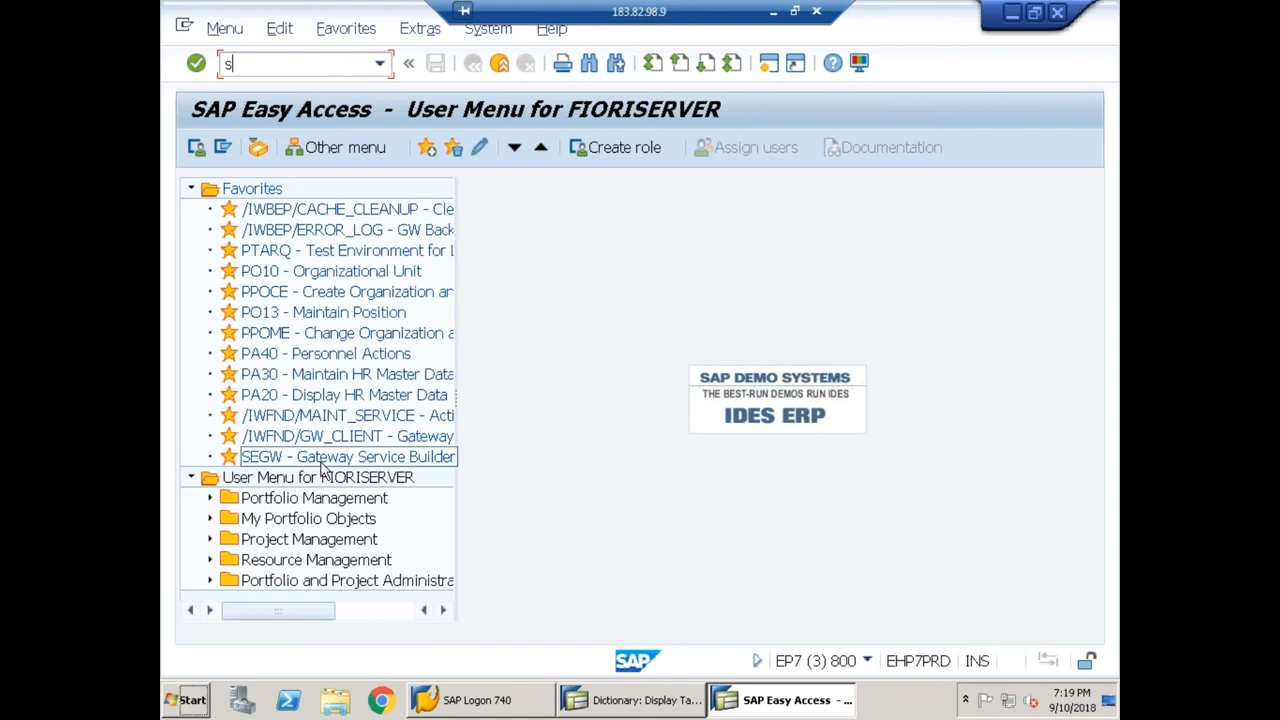 183.82.98.9
Menu Edit Favorites Extras System Help
s
SAP Easy Access - User Menu for FIORISERVER
Other menu Create role Assign users Documentation
Favorites
/IWBEP/CACHE_CLEANUP - Cle
/IWBEP/ERROR_LOG - GW Back
PTARQ - Test Environment for L
PO10 - Organizational Unit
PPOCE - Create Organization an
PO13 - Maintain Position
PPOME - Change Organization a
PA40 - Personnel Actions
PA30 - Maintain HR Master Data
PA20 - Display HR Master Data
/IWFND/MAINT_SERVICE - Acti
/IWFND/GW_CLIENT - Gateway
SEGW - Gateway Service Builder
User Menu for FIORISERVER
Portfolio Management
My Portfolio Objects
Project Management
Resource Management
Portfolio and Project Administra
SAP DEMO SYSTEMS
THE BEST-RUN DEMOS RUN IDES
IDES ERP
SAP EP7 (3) 800 EHP7PRD INS
Start SAP Logon 740 Dictionary: Display Ta... SAP Easy Access - ... 7:19 PM
9/10/2018